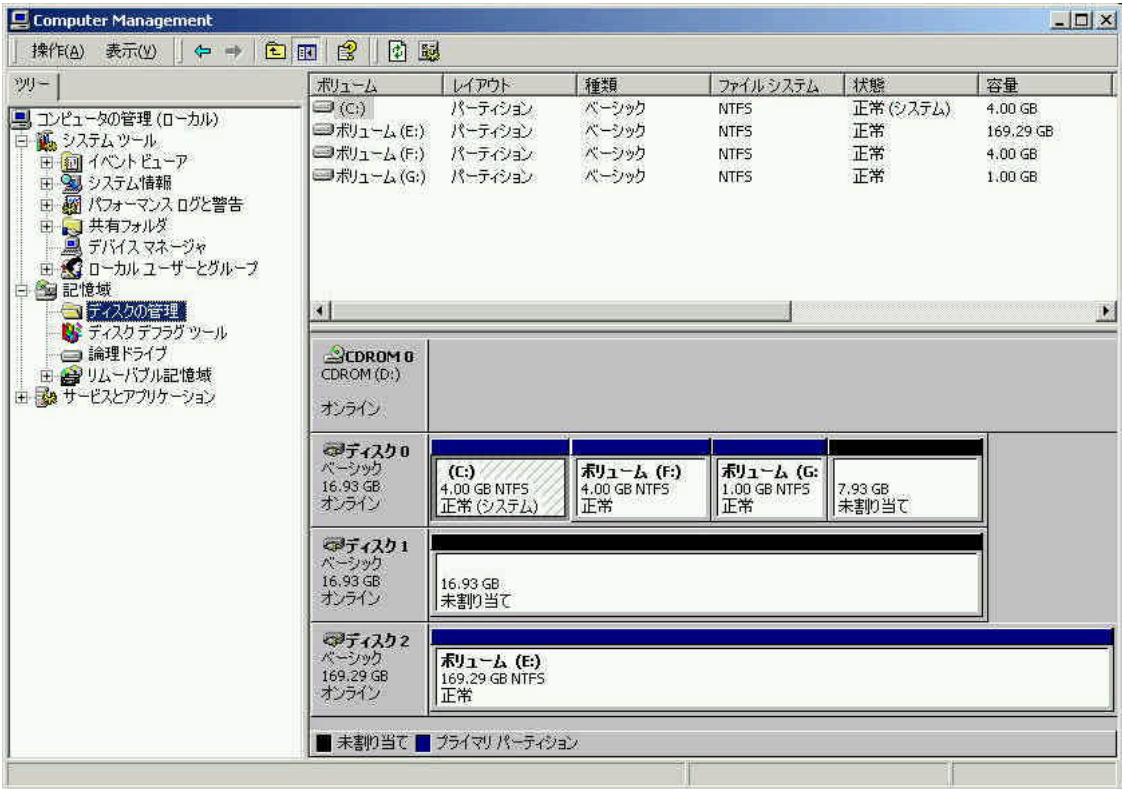 Computer Management
操作(A) 表示(V)
ツリー
コンピュータの管理 (ローカル)
システム ツール
イベント ビューア
システム情報
パフォーマンス ログと警告
共有フォルダ
デバイス マネージャ
ローカル ユーザーとグループ
記憶域
ディスクの管理
ディスク デフラグ ツール
論理ドライブ
リムーバブル記憶域
サービスとアプリケーション
ボリューム レイアウト 種類 ファイル システム 状態 容量
(C:) パーティション ベーシック NTFS 正常 (システム) 4.00 GB
ボリューム (E:) パーティション ベーシック NTFS 正常 169.29 GB
ボリューム (F:) パーティション ベーシック NTFS 正常 4.00 GB
ボリューム (G:) パーティション ベーシック NTFS 正常 1.00 GB
CDROM 0
CDROM (D:)
オンライン
ディスク 0
ベーシック
16.93 GB
オンライン
(C:)
4.00 GB NTFS
正常 (システム)
ボリューム (F:)
4.00 GB NTFS
正常
ボリューム (G:
1.00 GB NTFS
正常
7.93 GB
未割り当て
ディスク 1
ベーシック
16.93 GB
オンライン
16.93 GB
未割り当て
ディスク 2
ベーシック
169.29 GB
オンライン
ボリューム (E:)
169.29 GB NTFS
正常
未割り当て プライマリ パーティション